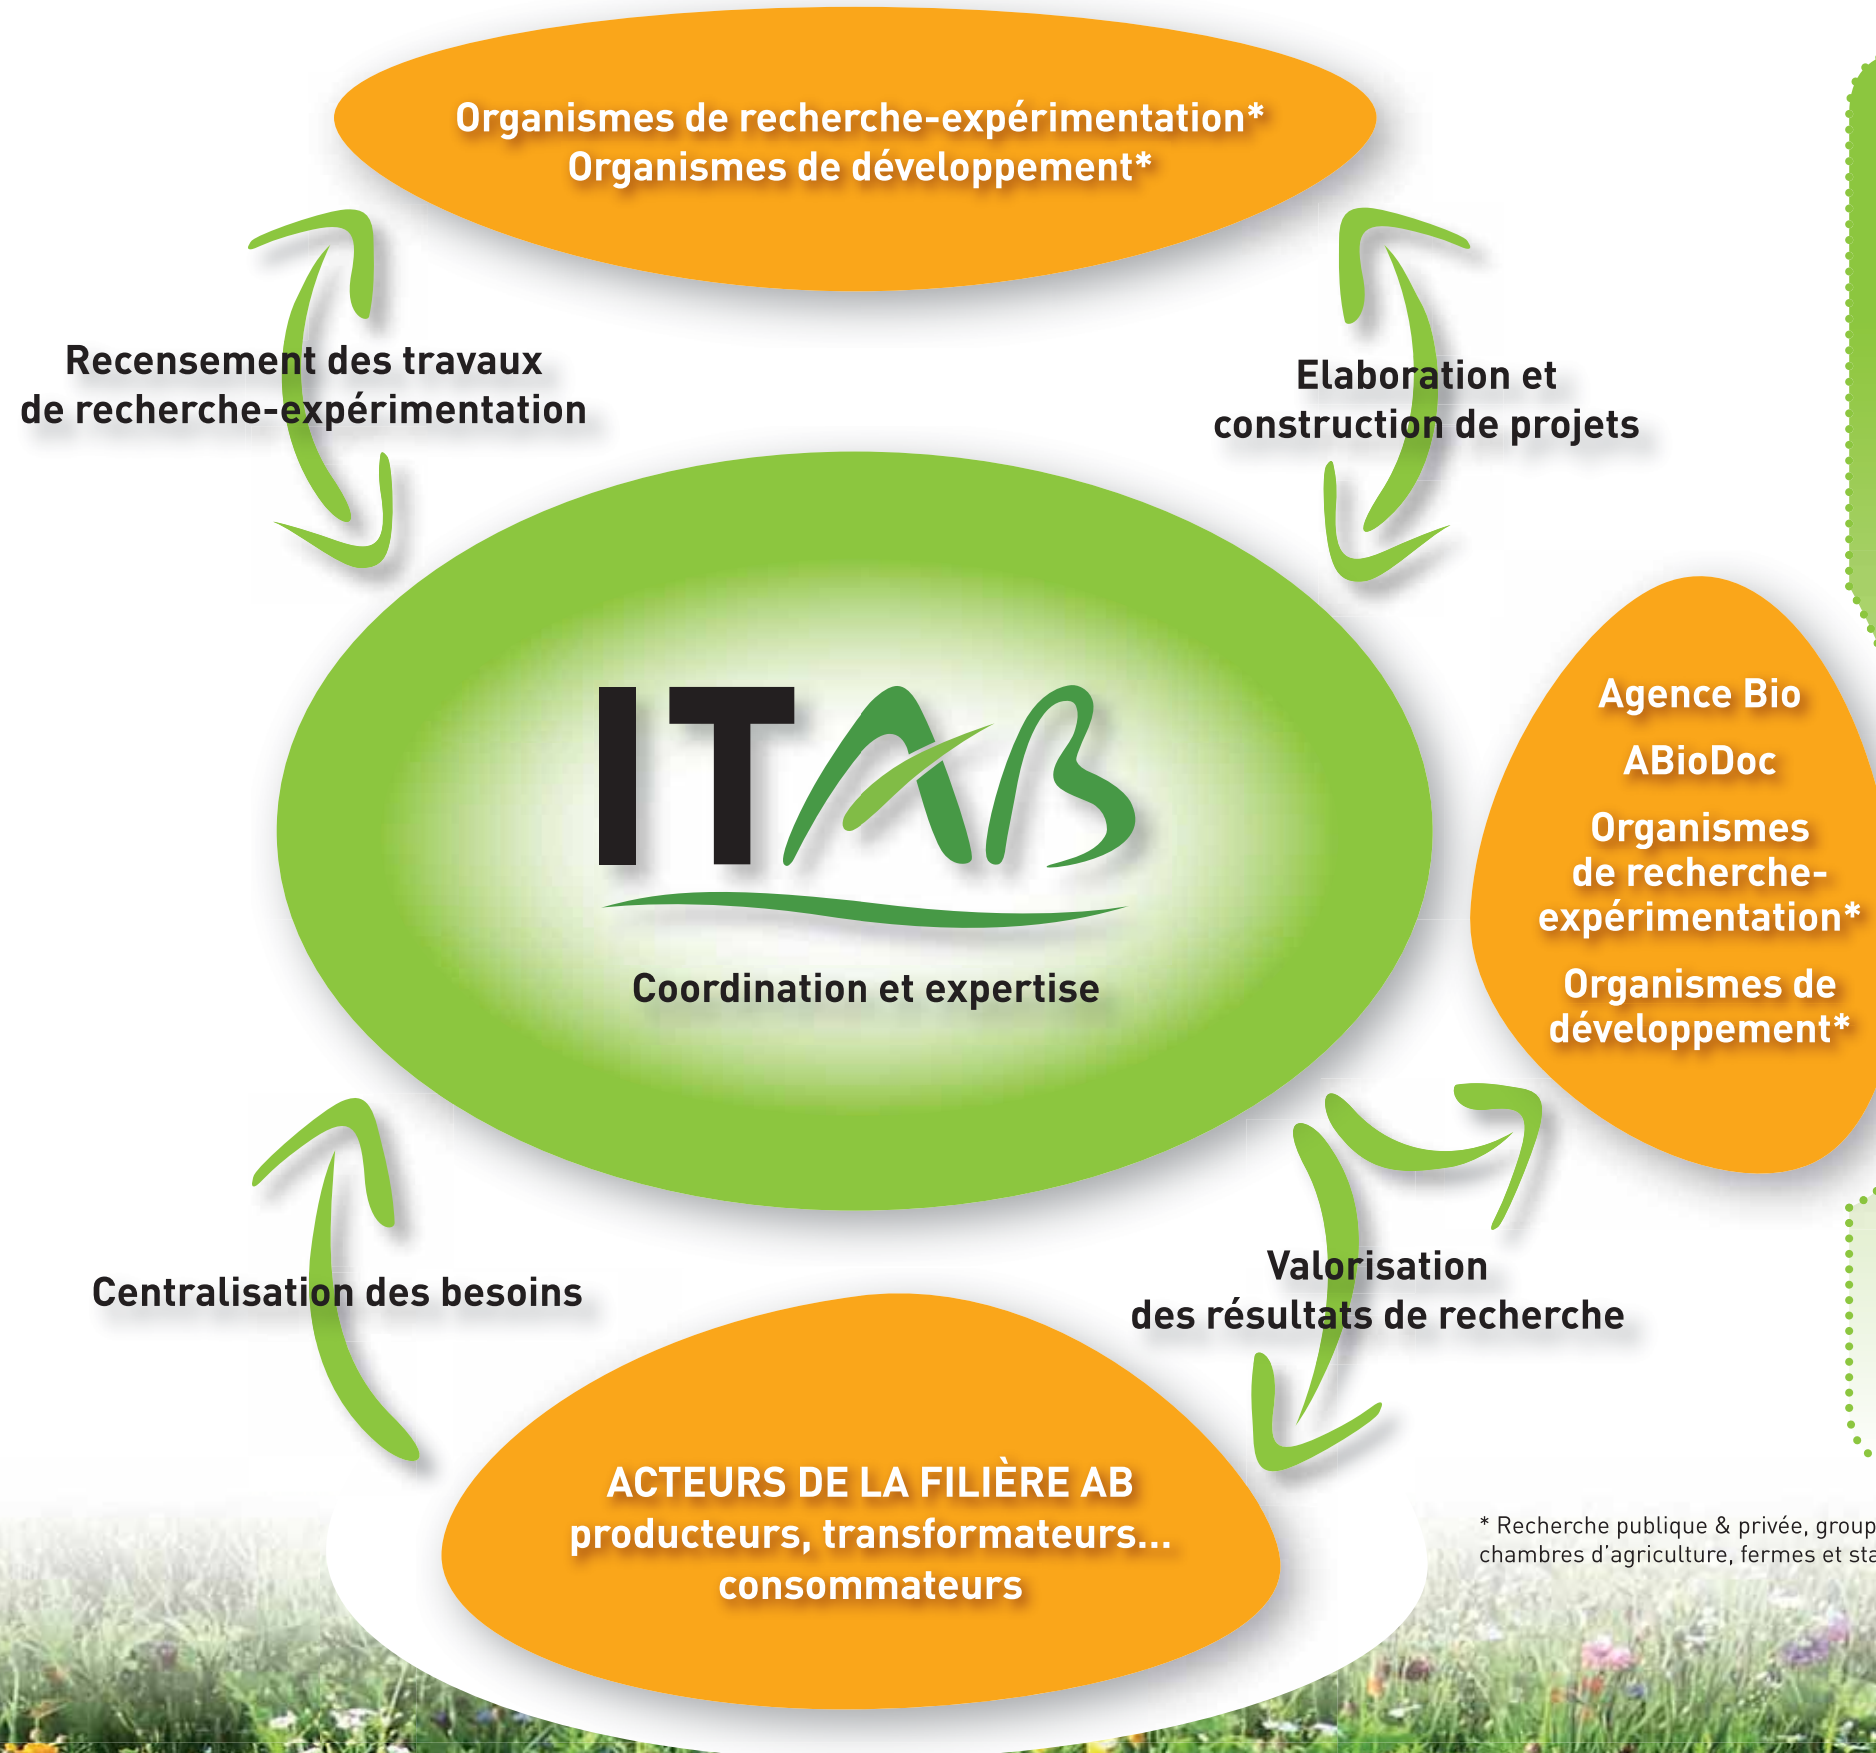 Organismes de recherche-expérimentation*
Organismes de développement*
Recensement des travaux
de recherche-expérimentation
Elaboration et
construction de projets
ITAB
Coordination et expertise
Agence Bio
ABioDoc
Organismes
de recherche-
expérimentation*
Organismes de
développement*
Centralisation des besoins
Valorisation
des résultats de recherche
ACTEURS DE LA FILIÈRE AB
producteurs, transformateurs...
consommateurs
* Recherche publique & privée, group
chambres d'agriculture, fermes et sta